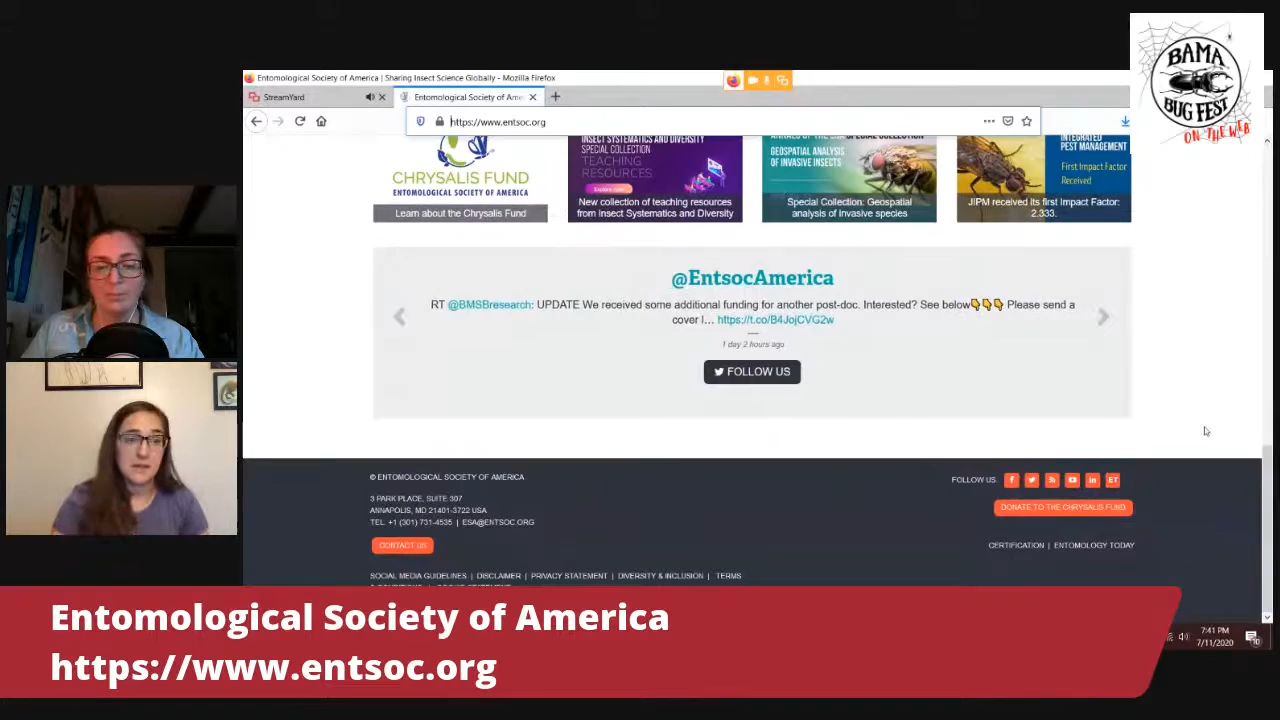 BAMA
BUG FEST
ON THE WEB
Entomological Society of America | Sharing Insect Science Globally - Mozilla Firefox
StreamYard
Entomological Society of Ame
https://www.entsoc.org
CHRYSALIS FUND
ENTOMOLOGICAL SOCIETY OF AMERICA
Learn about the Chrysalis Fund
INSECT SYSTEMATICS AND DIVERSITY
SPECIAL COLLECTION
TEACHING
RESOURCES
New collection of teaching resources
from Insect Systematics and Diversity
GEOSPATIAL ANALYSIS
OF INVASIVE INSECTS
Special Collection: Geospatial
analysis of invasive species
INTEGRATED
PEST MANAGEMENT
First Impact Factor
Received
JIPM received its first Impact Factor:
2.333.
@EntsocAmerica
RT @BMSBresearch: UPDATE We received some additional funding for another post-doc. Interested? See below👇👇👇 Please send a
cover l… https://t.co/B4JojCVG2w
1 day 2 hours ago
FOLLOW US
© ENTOMOLOGICAL SOCIETY OF AMERICA
3 PARK PLACE, SUITE 307
ANNAPOLIS, MD 21401-3722 USA
TEL. +1 (301) 731-4535 | ESA@ENTSOC.ORG
CONTACT US
FOLLOW US:
ET
DONATE TO THE CHRYSALIS FUND
CERTIFICATION | ENTOMOLOGY TODAY
SOCIAL MEDIA GUIDELINES | DISCLAIMER | PRIVACY STATEMENT | DIVERSITY & INCLUSION | TERMS
7:41 PM
7/11/2020
Entomological Society of America
https://www.entsoc.org